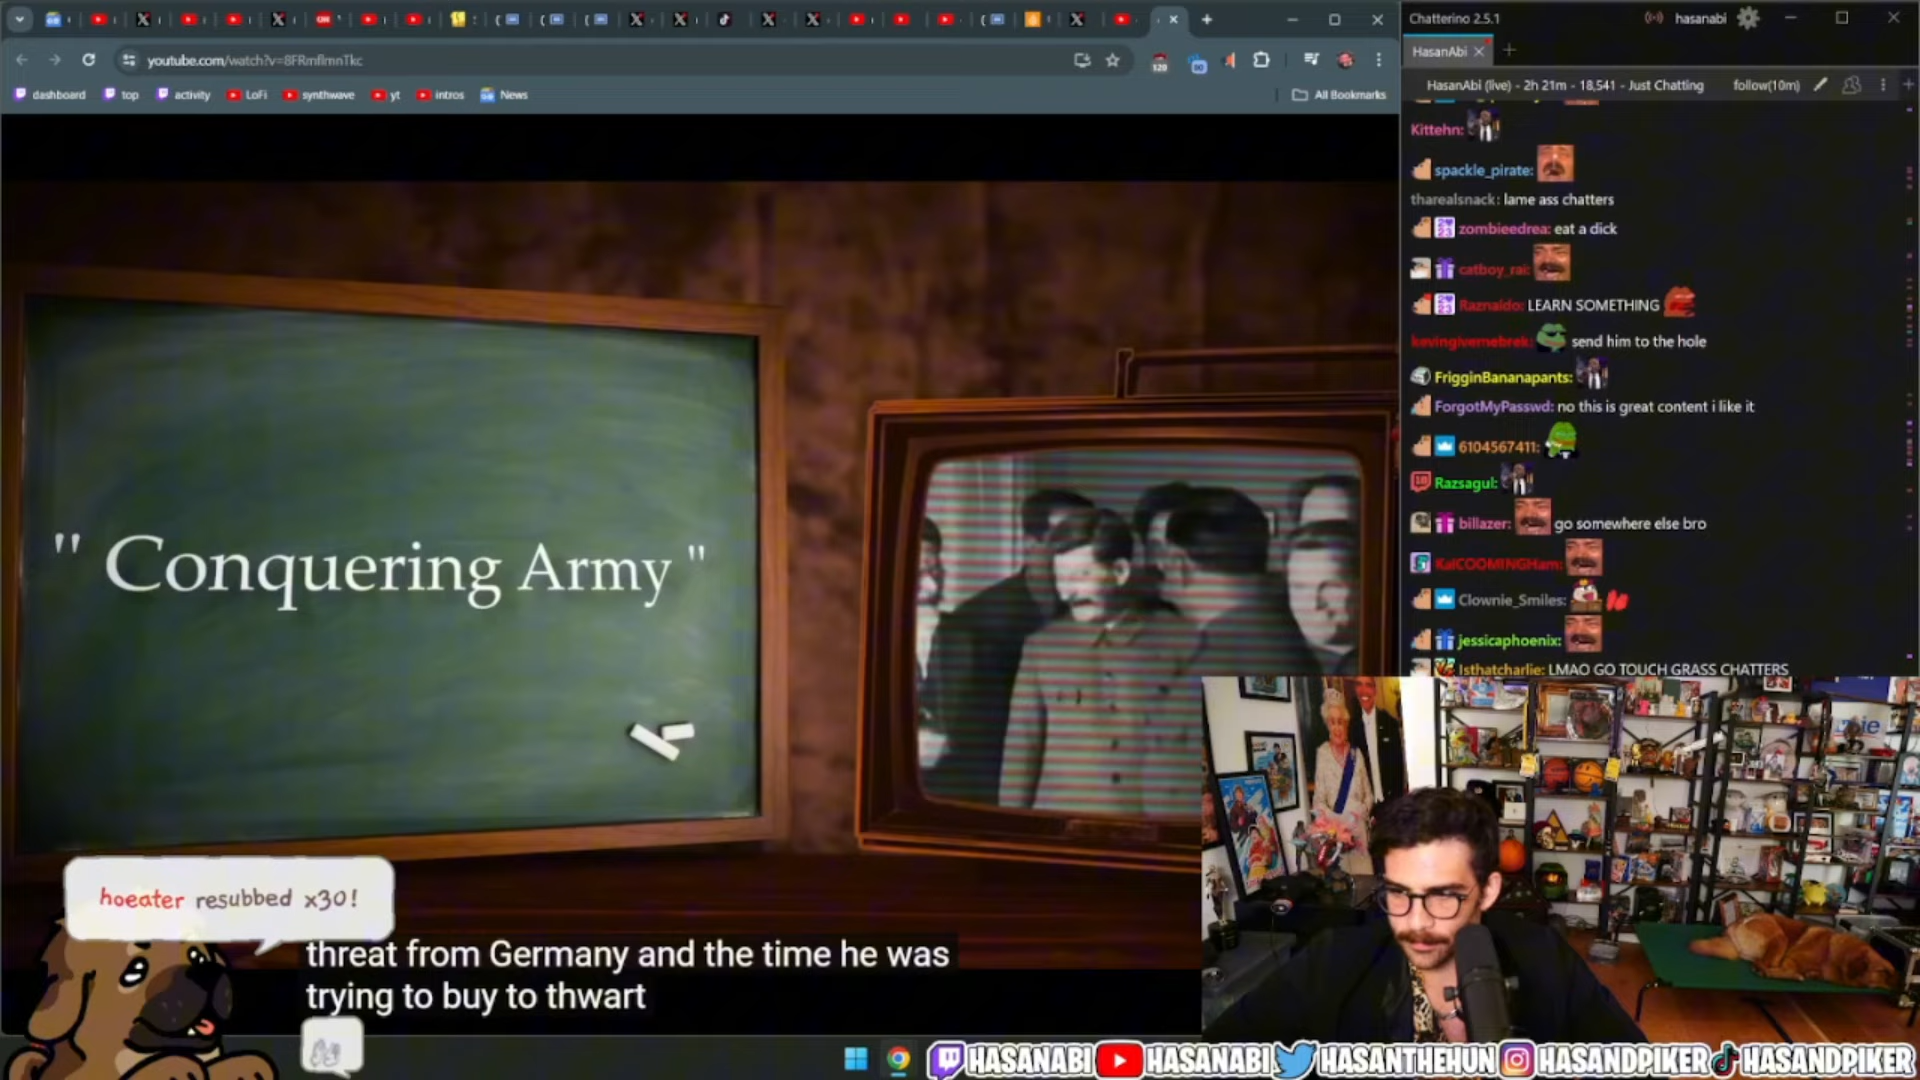 Chatterino 2.5.1
hasanabi
youtube.com/watch?v=8FRmflmnTkc
HasanAbi
dashboard
top
activity
LoFi
synthwave
yt
intros
News
All Bookmarks
HasanAbi (live) - 2h 21m - 18,541 - Just Chatting
follow(10m)
Kittehn:
spackle_pirate:
tharealsnack: lame ass chatters
zombieedrea: eat a dick
catboy_rai:
Raznaldo: LEARN SOMETHING
send him to the hole
FrigginBananapants:
ForgotMyPasswd: no this is great content i like it
6104567411:
Razsagul:
billazer: go somewhere else bro
KalCOOMINGHam:
Clownie_Smiles:
jessicaphoenix:
Isthatcharlie: LMAO GO TOUCH GRASS CHATTERS
" Conquering Army "
hoeater resubbed x30!
threat from Germany and the time he was
trying to buy to thwart
HASANABI
HASANABI
HASANTHEHUN
HASANDPIKER
HASANDPIKER